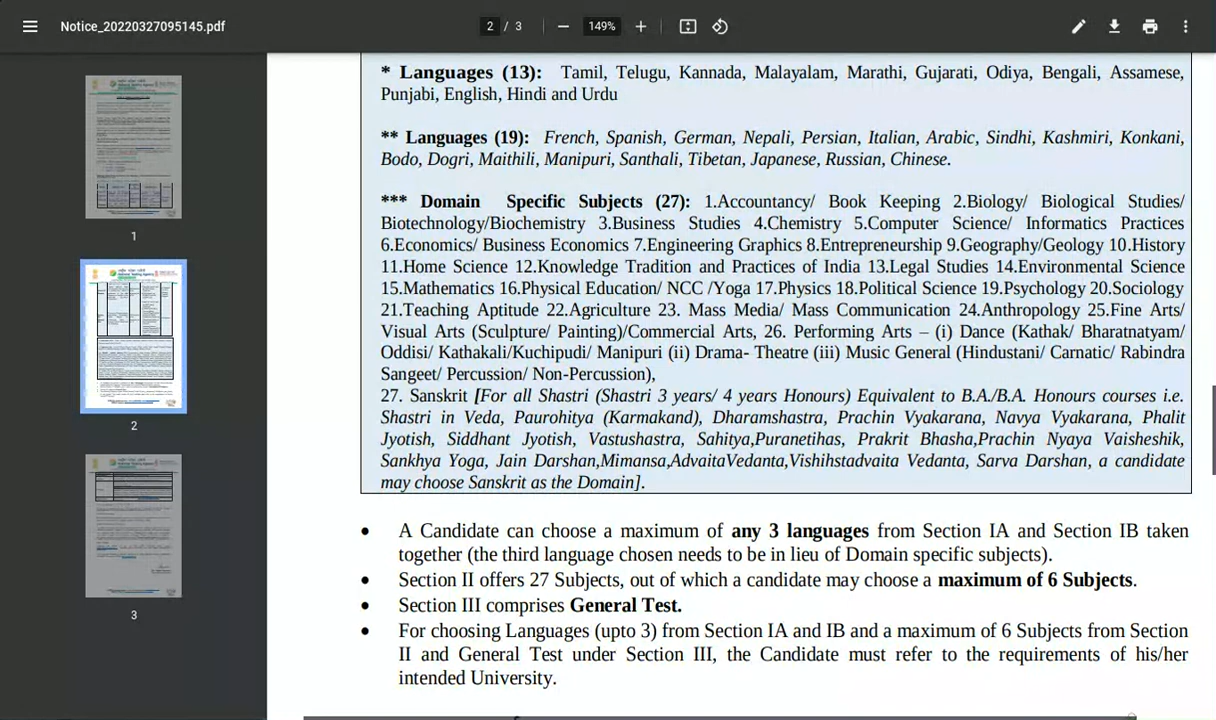 Notice_20220327095145.pdf
2 / 3
149%
* Languages (13): Tamil, Telugu, Kannada, Malayalam, Marathi, Gujarati, Odiya, Bengali, Assamese,
Punjabi, English, Hindi and Urdu
** Languages (19): French, Spanish, German, Nepali, Persian, Italian, Arabic, Sindhi, Kashmiri, Konkani,
Bodo, Dogri, Maithili, Manipuri, Santhali, Tibetan, Japanese, Russian, Chinese.
*** Domain Specific Subjects (27): 1.Accountancy/ Book Keeping 2.Biology/ Biological Studies/
Biotechnology/Biochemistry 3.Business Studies 4.Chemistry 5.Computer Science/ Informatics Practices
6.Economics/ Business Economics 7.Engineering Graphics 8.Entrepreneurship 9.Geography/Geology 10.History
11.Home Science 12.Knowledge Tradition and Practices of India 13.Legal Studies 14.Environmental Science
15.Mathematics 16.Physical Education/ NCC /Yoga 17.Physics 18.Political Science 19.Psychology 20.Sociology
21.Teaching Aptitude 22.Agriculture 23. Mass Media/ Mass Communication 24.Anthropology 25.Fine Arts/
Visual Arts (Sculpture/ Painting)/Commercial Arts, 26. Performing Arts – (i) Dance (Kathak/ Bharatnatyam/
Oddisi/ Kathakali/Kuchipudi/ Manipuri (ii) Drama- Theatre (iii) Music General (Hindustani/ Carnatic/ Rabindra
Sangeet/ Percussion/ Non-Percussion),
27. Sanskrit [For all Shastri (Shastri 3 years/ 4 years Honours) Equivalent to B.A./B.A. Honours courses i.e.
Shastri in Veda, Paurohitya (Karmakand), Dharamshastra, Prachin Vyakarana, Navya Vyakarana, Phalit
Jyotish, Siddhant Jyotish, Vastushastra, Sahitya,Puranetihas, Prakrit Bhasha,Prachin Nyaya Vaisheshik,
Sankhya Yoga, Jain Darshan,Mimansa,AdvaitaVedanta,Vishihstadvaita Vedanta, Sarva Darshan, a candidate
may choose Sanskrit as the Domain].
• A Candidate can choose a maximum of any 3 languages from Section IA and Section IB taken
together (the third language chosen needs to be in lieu of Domain specific subjects).
• Section II offers 27 Subjects, out of which a candidate may choose a maximum of 6 Subjects.
• Section III comprises General Test.
• For choosing Languages (upto 3) from Section IA and IB and a maximum of 6 Subjects from Section
II and General Test under Section III, the Candidate must refer to the requirements of his/her
intended University.
1
2
3